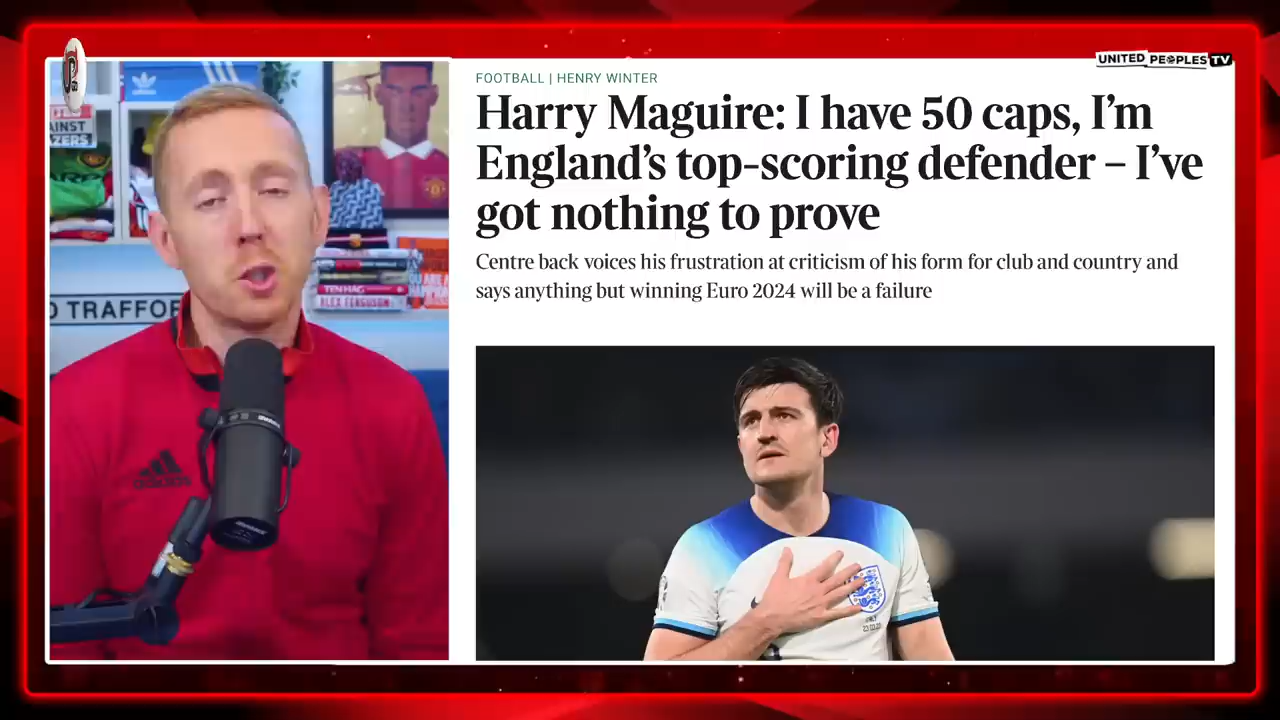 UNITED PEOPLES TV
FOOTBALL | HENRY WINTER
Harry Maguire: I have 50 caps, I'm
England's top-scoring defender – I've
got nothing to prove
Centre back voices his frustration at criticism of his form for club and country and
says anything but winning Euro 2024 will be a failure
TRAFFO
TEN HAG
ALEX FERGUSON
adidas